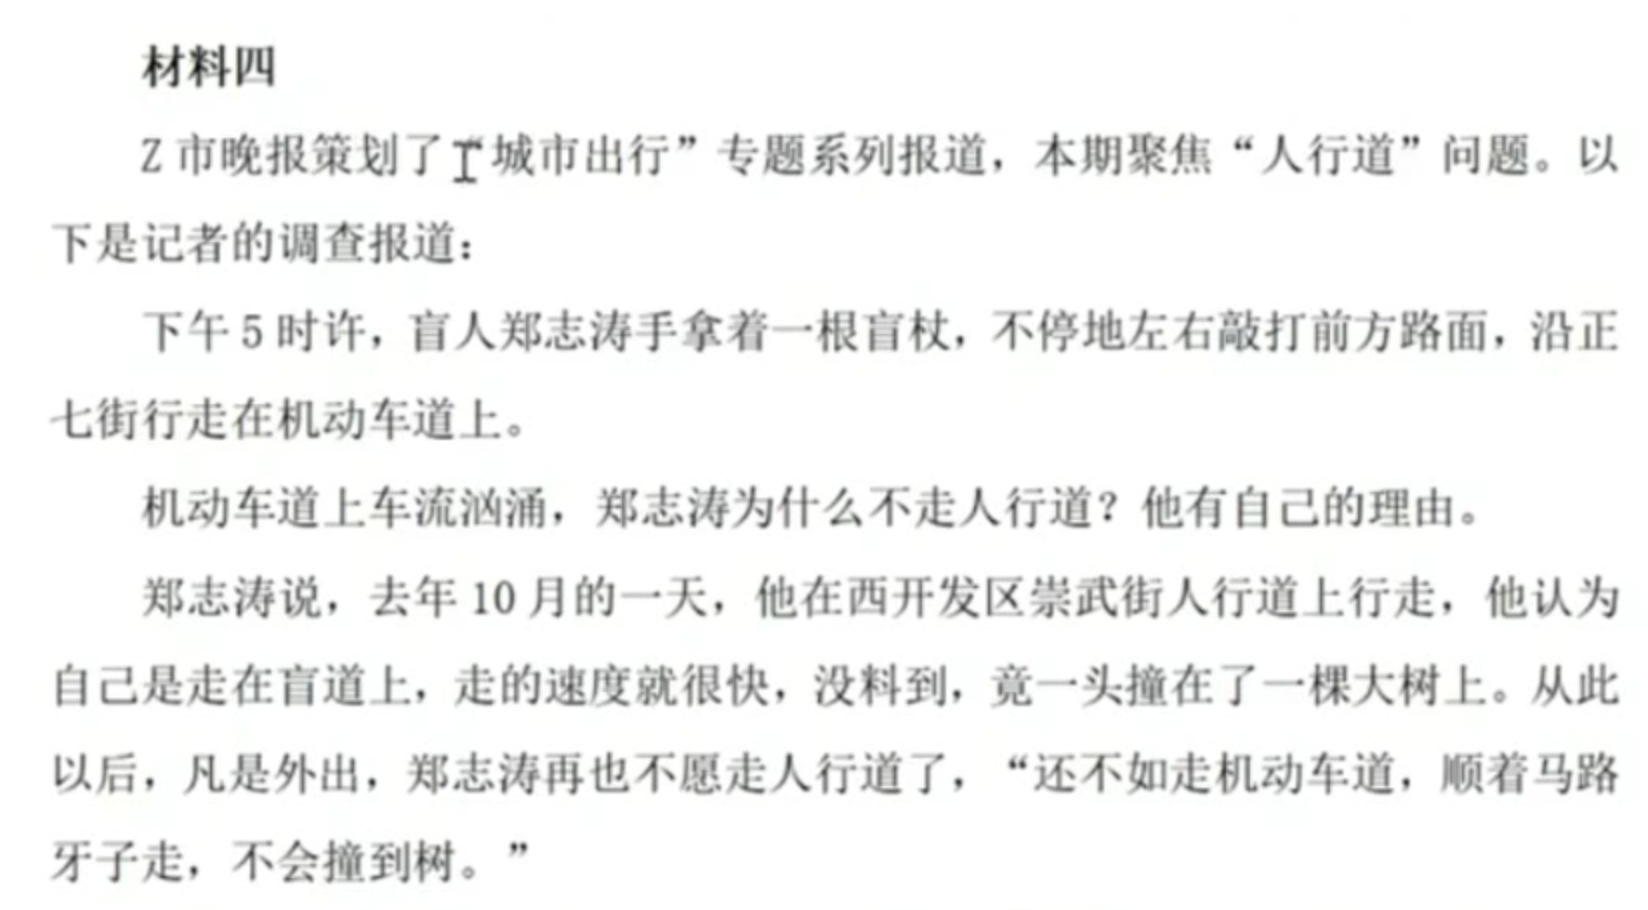 材料四
Z 市晚报策划了“城市出行”专题系列报道，本期聚焦“人行道”问题。以
下是记者的调查报道：
下午 5 时许，盲人郑志涛手拿着一根盲杖，不停地左右敲打前方路面，沿正
七街行走在机动车道上。
机动车道上车流汹涌，郑志涛为什么不走人行道？他有自己的理由。
郑志涛说，去年 10 月的一天，他在西开发区崇武街人行道上行走，他认为
自己是走在盲道上，走的速度就很快，没料到，竟一头撞在了一棵大树上。从此
以后，凡是外出，郑志涛再也不愿走人行道了，“还不如走机动车道，顺着马路
牙子走，不会撞到树。”